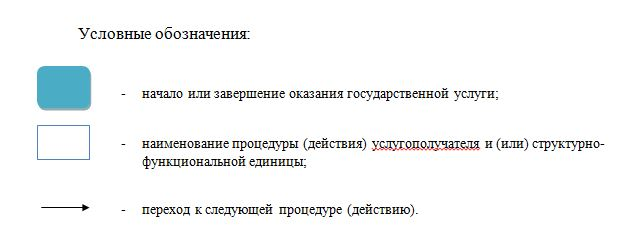 Условные обозначения:
- начало или завершение оказания государственной услуги;
- наименование процедуры (действия) услугополучателя и (или) структурно-
функциональной единицы;
- переход к следующей процедуре (действию).